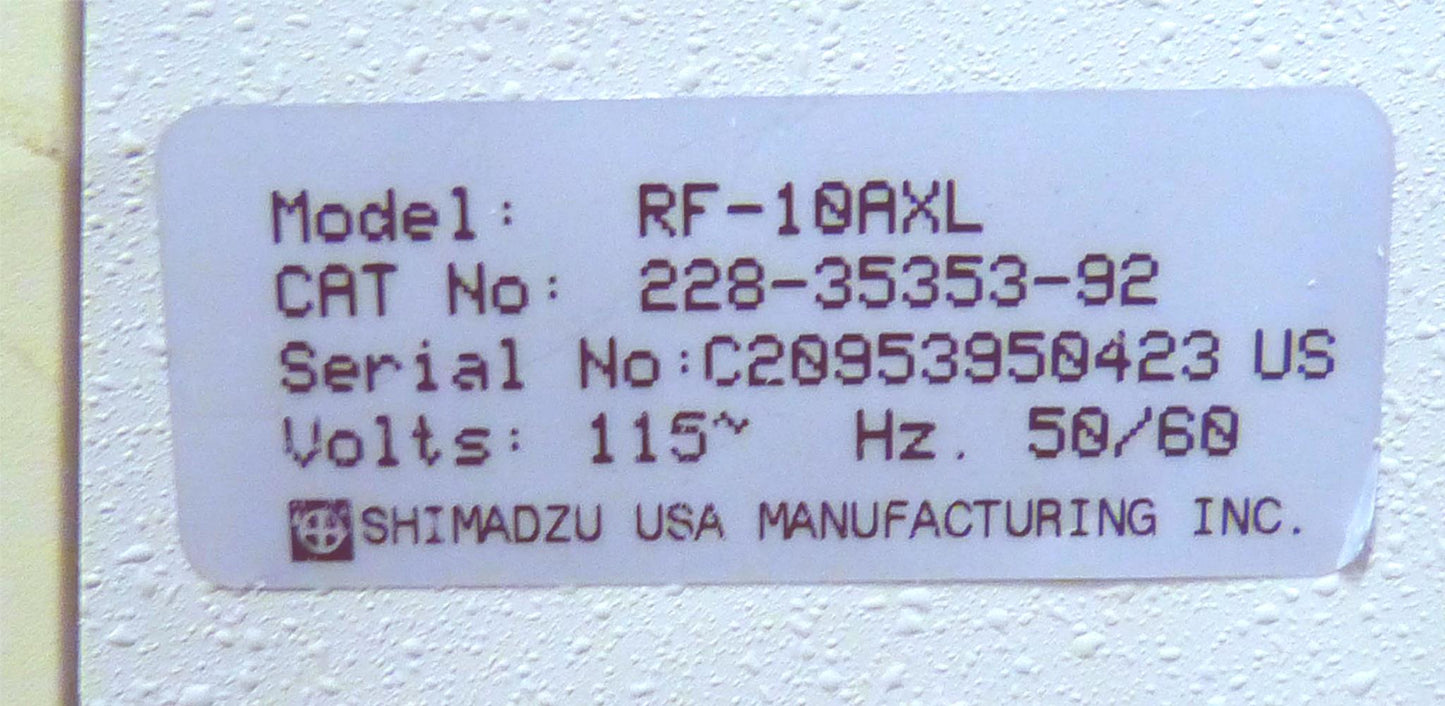 Model: RF-10AXL
CAT No: 228-35353-92
Serial No:C20953950423 US
Volts: 115~ Hz. 50/60
SHIMADZU USA MANUFACTURING INC.